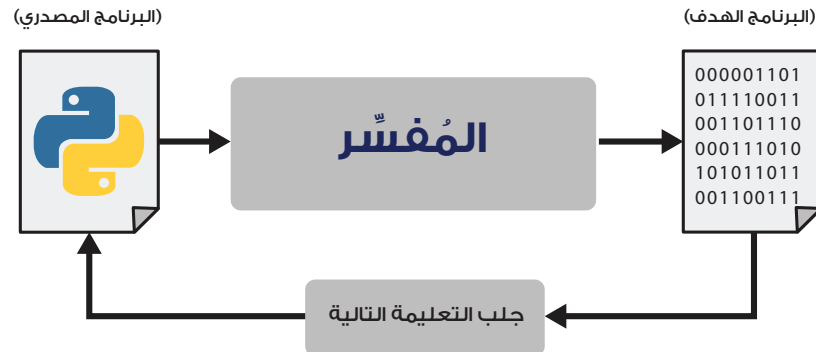 (البرنامج المصدري)
(البرنامج الهدف)
المُفسِّر
000001101
011110011
001101110
000111010
101011011
001100111
جلب التعليمة التالية